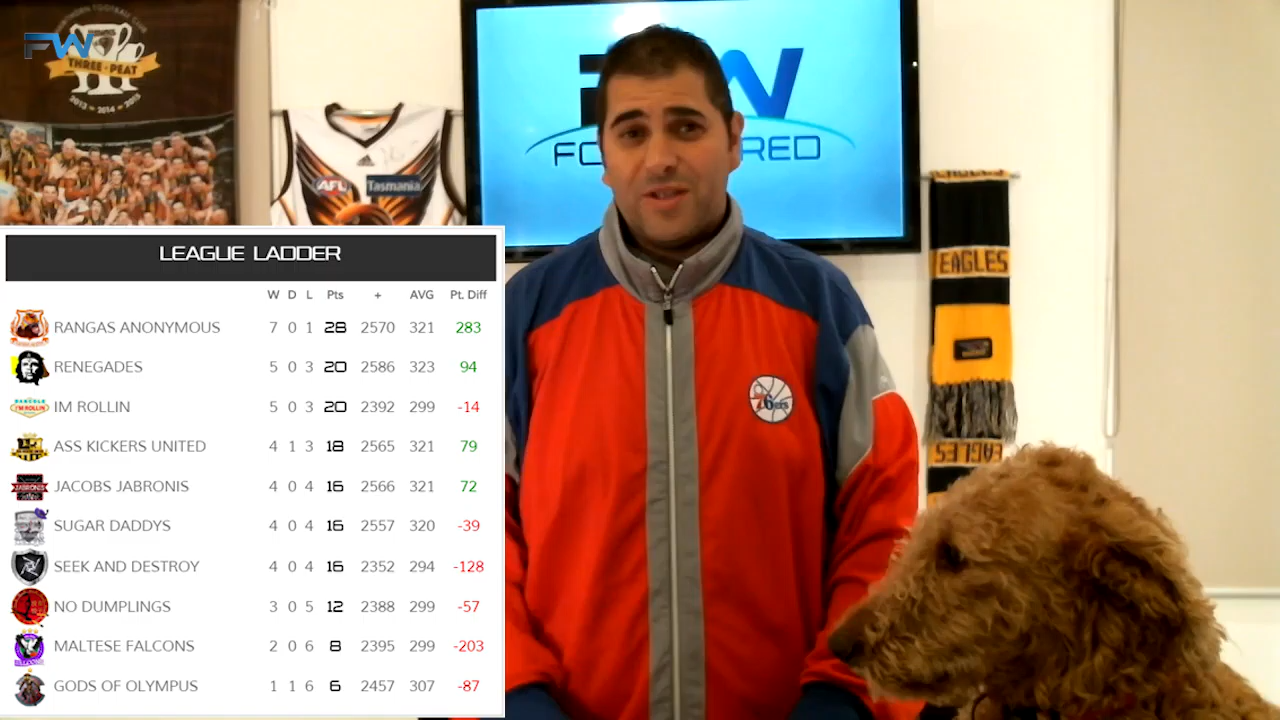 FW
THREE-PEAT
2013 • 2014 • 2015
AFL
Tasmania
W
RED
EAGLES
EAGLES
76ers
LEAGUE LADDER
W D L Pts + AVG Pt. Diff
RANGAS ANONYMOUS 7 0 1 28 2570 321 283
RENEGADES 5 0 3 20 2586 323 94
IM ROLLIN 5 0 3 20 2392 299 -14
ASS KICKERS UNITED 4 1 3 18 2565 321 79
JACOBS JABRONIS 4 0 4 16 2566 321 72
SUGAR DADDYS 4 0 4 16 2557 320 -39
SEEK AND DESTROY 4 0 4 16 2352 294 -128
NO DUMPLINGS 3 0 5 12 2388 299 -57
MALTESE FALCONS 2 0 6 8 2395 299 -203
GODS OF OLYMPUS 1 1 6 6 2457 307 -87